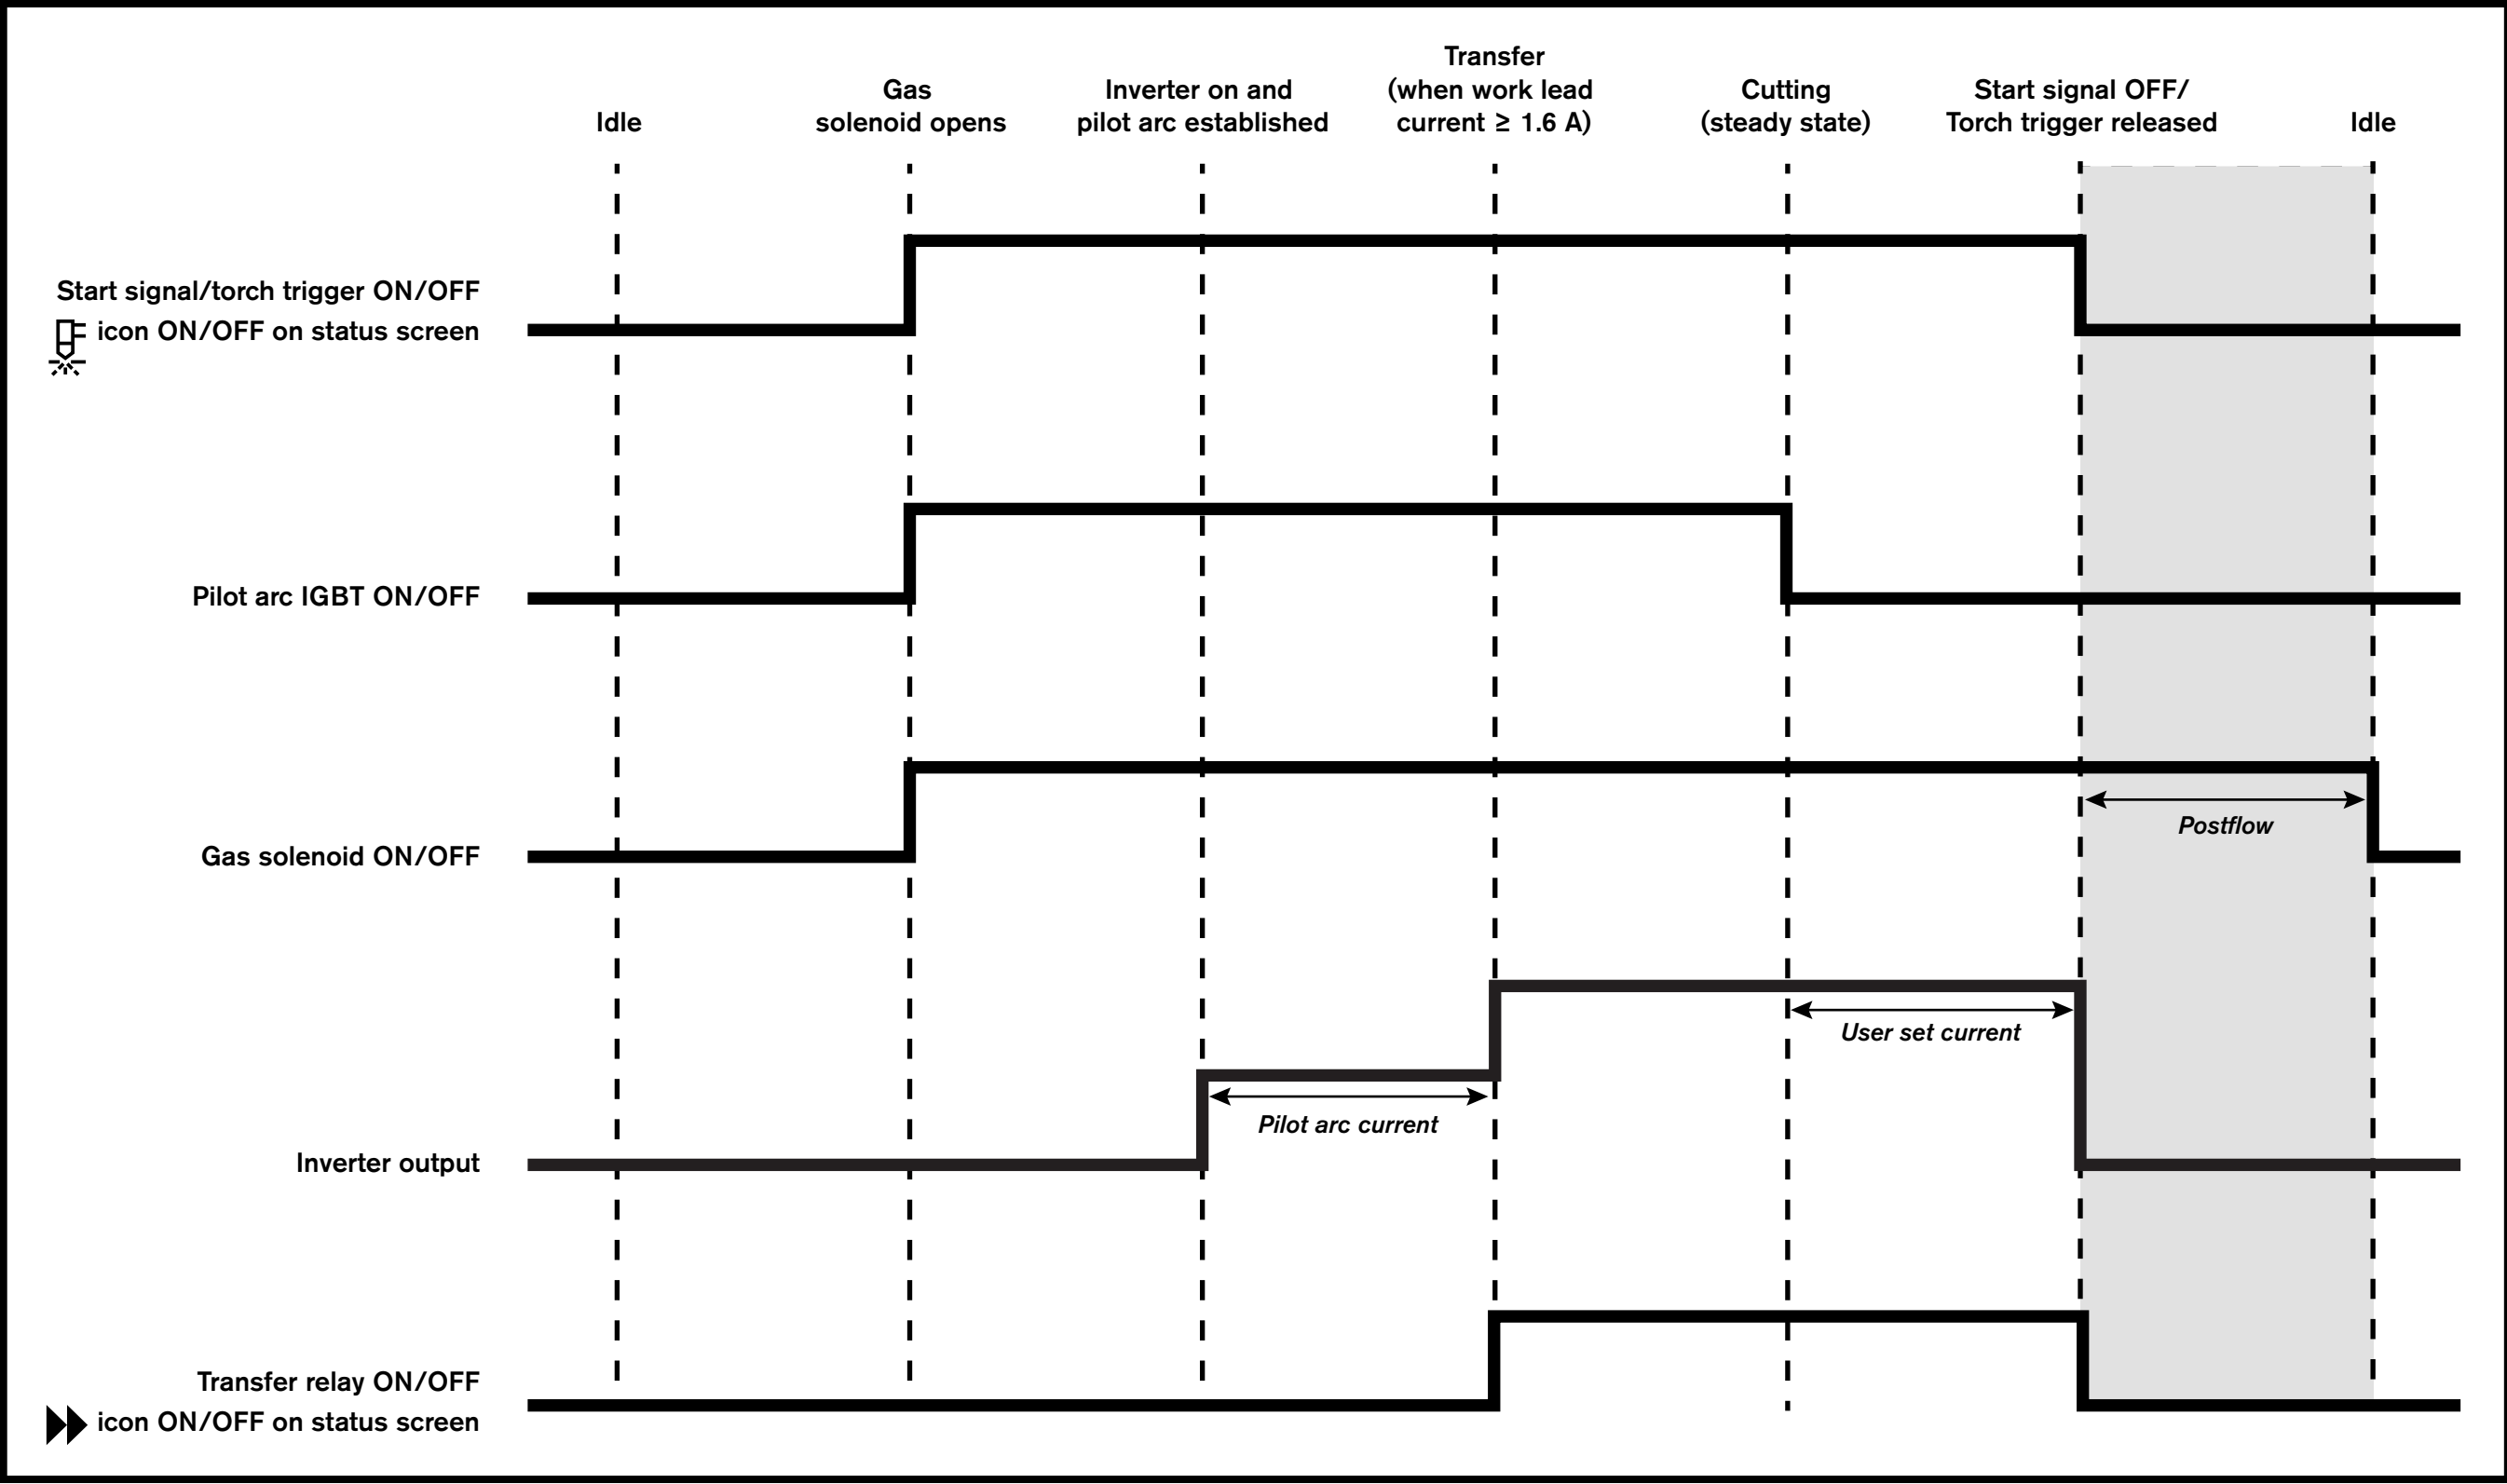 Idle
Gas
solenoid opens
Inverter on and
pilot arc established
Transfer
(when work lead
current ≥ 1.6 A)
Cutting
(steady state)
Start signal OFF/
Torch trigger released
Idle
Start signal/torch trigger ON/OFF
icon ON/OFF on status screen
Pilot arc IGBT ON/OFF
Gas solenoid ON/OFF
Postflow
User set current
Pilot arc current
Inverter output
Transfer relay ON/OFF
icon ON/OFF on status screen